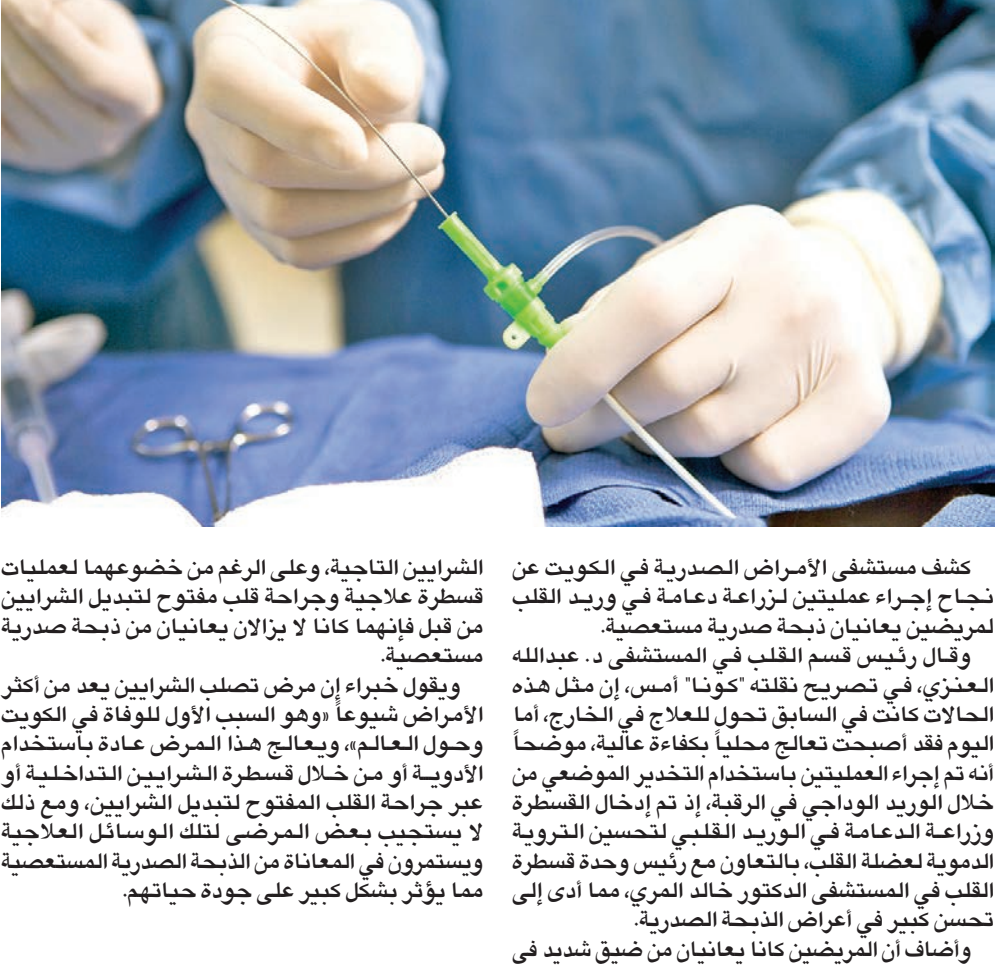 كشف مستشفى الأمراض الصدرية في الكويت عن
نجاح إجراء عمليتين لزراعة دعامة في وريد القلب
لمريضين يعانيان ذبحة صدرية مستعصية.
وقال رئيس قسم القلب في المستشفى د. عبدالله
العنزي، في تصريح نقلته "كونا" أمس، إن مثل هذه
الحالات كانت في السابق تحول للعلاج في الخارج، أما
اليوم فقد أصبحت تعالج محلياً بكفاءة عالية، موضحاً
أنه تم إجراء العمليتين باستخدام التخدير الموضعي من
خلال الوريد الوداجي في الرقبة، إذ تم إدخال القسطرة
وزراعة الدعامة في الوريد القلبي لتحسين التروية
الدموية لعضلة القلب، بالتعاون مع رئيس وحدة قسطرة
القلب في المستشفى الدكتور خالد المري، مما أدى إلى
تحسن كبير في أعراض الذبحة الصدرية.
وأضاف أن المريضين كانا يعانيان من ضيق شديد في
الشرايين التاجية، وعلى الرغم من خضوعهما لعمليات
قسطرة علاجية وجراحة قلب مفتوح لتبديل الشرايين
من قبل فإنهما كانا لا يزالان يعانيان من ذبحة صدرية
مستعصية.
ويقول خبراء إن مرض تصلب الشرايين يعد من أكثر
الأمراض شيوعاً «وهو السبب الأول للوفاة في الكويت
وحول العالم»، ويعالج هذا المرض عادة باستخدام
الأدوية أو من خلال قسطرة الشرايين التداخلية أو
عبر جراحة القلب المفتوح لتبديل الشرايين، ومع ذلك
لا يستجيب بعض المرضى لتلك الوسائل العلاجية
ويستمرون في المعاناة من الذبحة الصدرية المستعصية
مما يؤثر بشكل كبير على جودة حياتهم.